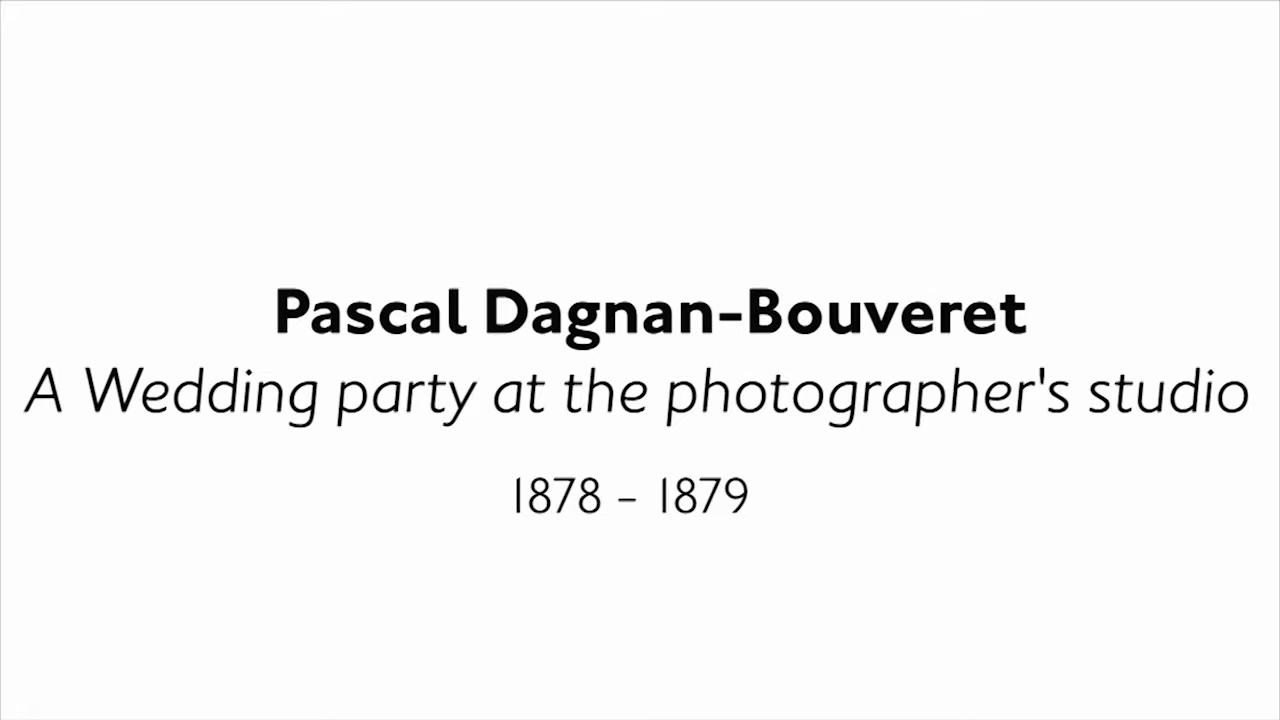 Pascal Dagnan-Bouveret
A Wedding party at the photographer's studio
1878 – 1879